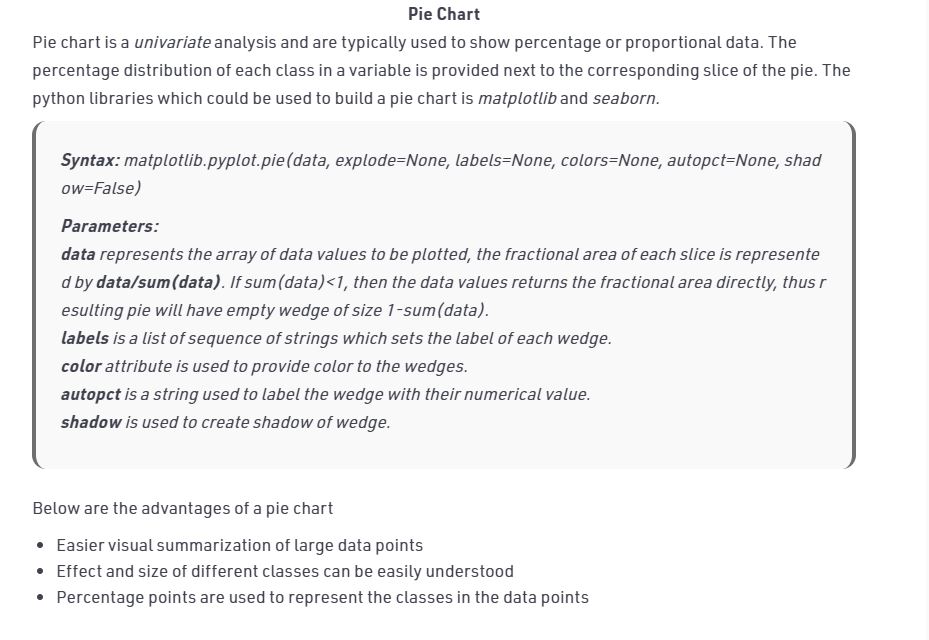 Pie Chart
Pie chart is a univariate analysis and are typically used to show percentage or proportional data. The
percentage distribution of each class in a variable is provided next to the corresponding slice of the pie. The
python libraries which could be used to build a pie chart is matplotlib and seaborn.
Syntax: matplotlib.pyplot.pie(data, explode=None, labels=None, colors=None, autopct=None, shad
ow=False)
Parameters:
data represents the array of data values to be plotted, the fractional area of each slice is represente
d by data/sum(data). If sum(data)<1, then the data values returns the fractional area directly, thus r
esulting pie will have empty wedge of size 1-sum(data).
labels is a list of sequence of strings which sets the label of each wedge.
color attribute is used to provide color to the wedges.
autopct is a string used to label the wedge with their numerical value.
shadow is used to create shadow of wedge.
Below are the advantages of a pie chart
• Easier visual summarization of large data points
• Effect and size of different classes can be easily understood
• Percentage points are used to represent the classes in the data points